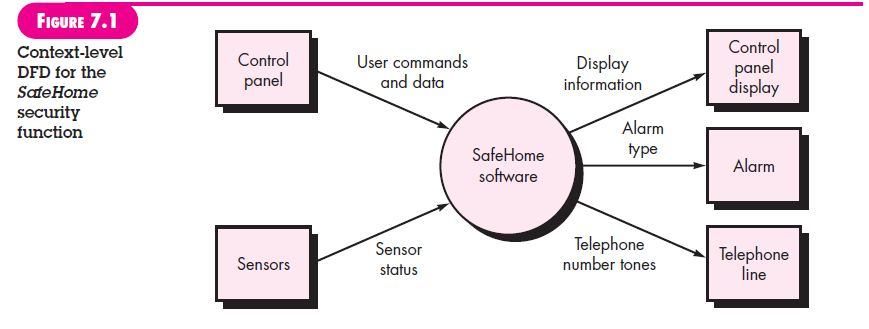 FIGURE 7.1
Context-level
DFD for the
SafeHome
security
function
Control
panel
User commands
and data
Display
information
Control
panel
display
SafeHome
software
Alarm
type
Alarm
Sensors
Sensor
status
Telephone
number tones
Telephone
line